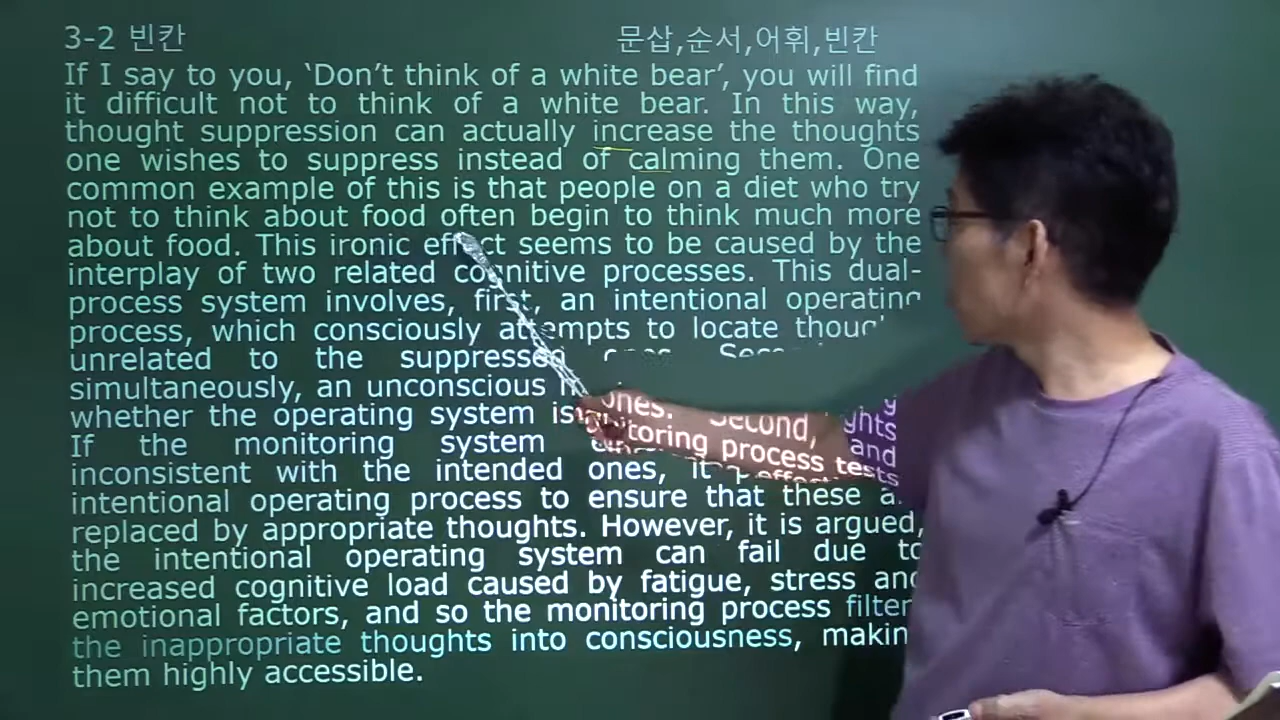 3-2 빈칸
문삽,순서,어휘,빈칸
If I say to you, ‘Don’t think of a white bear’, you will find
it difficult not to think of a white bear. In this way,
thought suppression can actually increase the thoughts
one wishes to suppress instead of calming them. One
common example of this is that people on a diet who try
not to think about food often begin to think much more
about food. This ironic effect seems to be caused by the
interplay of two related cognitive processes. This dual-
process system involves, first, an intentional operating
process, which consciously attempts to locate thoughts
unrelated to the suppressed ones. Second, and
simultaneously, an unconscious monitoring process tests
whether the operating system is effect
If the monitoring system
inconsistent with the intended ones, it
intentional operating process to ensure that these
replaced by appropriate thoughts. However, it is argued,
the intentional operating system can fail due to
increased cognitive load caused by fatigue, stress and
emotional factors, and so the monitoring process filter
the inappropriate thoughts into consciousness, makin
them highly accessible.